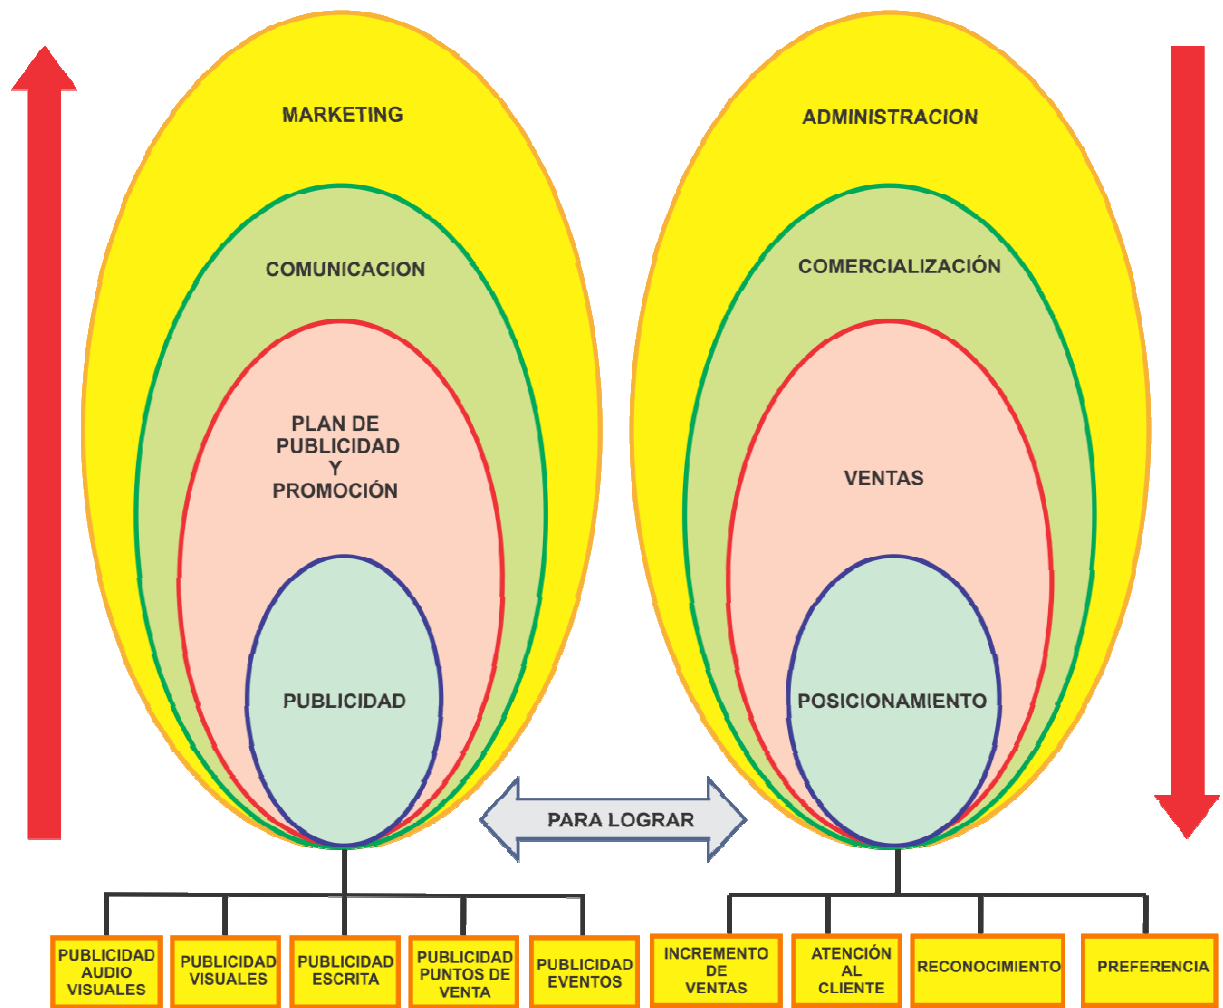 MARKETING
COMUNICACION
PLAN DE
PUBLICIDAD
Y
PROMOCIÓN
PUBLICIDAD
ADMINISTRACION
COMERCIALIZACIÓN
VENTAS
POSICIONAMIENTO
PARA LOGRAR
PUBLICIDAD
AUDIO
VISUALES
PUBLICIDAD
VISUALES
PUBLICIDAD
ESCRITA
PUBLICIDAD
PUNTOS DE
VENTA
PUBLICIDAD
EVENTOS
INCREMENTO
DE
VENTAS
ATENCIÓN
AL
CLIENTE
RECONOCIMIENTO
PREFERENCIA